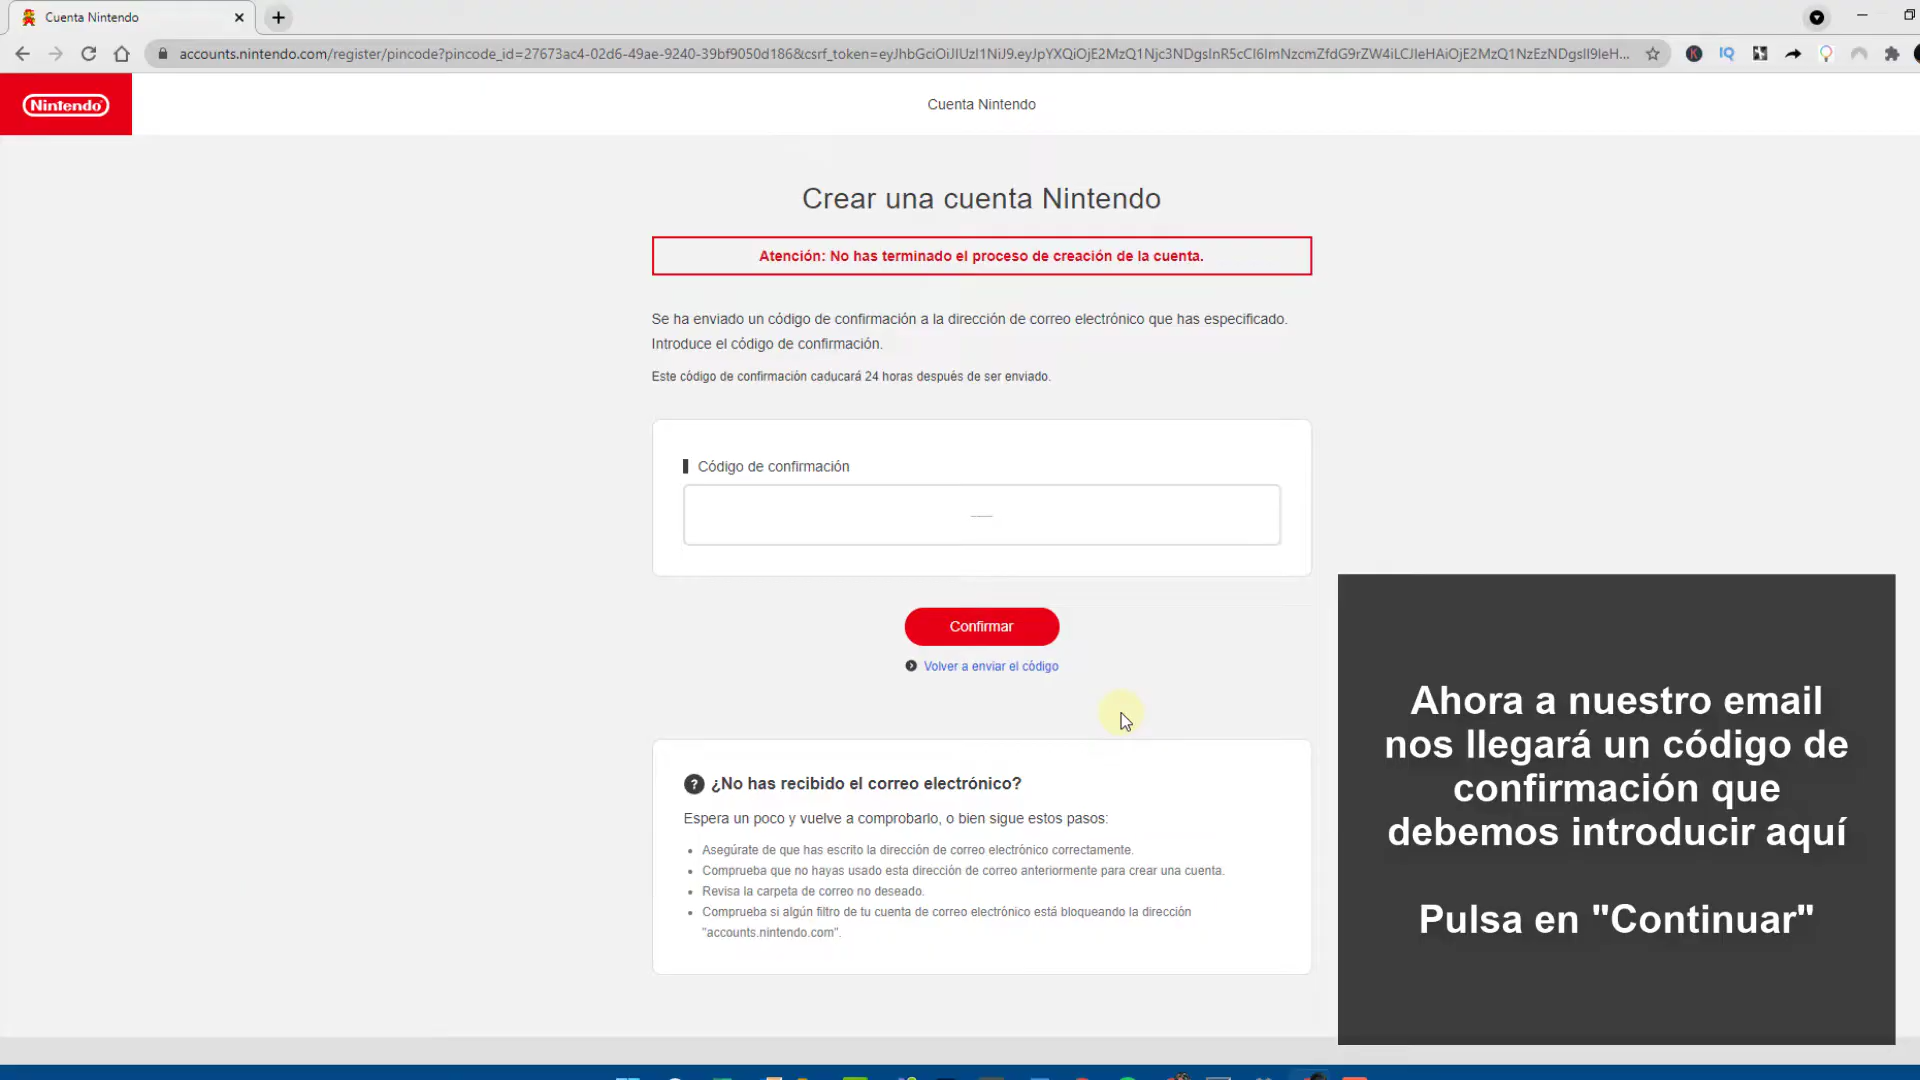 Cuenta Nintendo
accounts.nintendo.com/register/pincode?pincode_id=27673ac4-02d6-49ae-9240-39bf9050d186&csrf_token=eyJhbGciOiJIUzI1NiJ9.eyJpYXQiOjE2MzQ1Njc3NDgsInR5cCI6ImNzcmZfdG9rZW4iLCJleHAiOjE2MzQ1NzEzNDgsIl9leH...
IQ
Nintendo
Cuenta Nintendo
Crear una cuenta Nintendo
Atención: No has terminado el proceso de creación de la cuenta.
Se ha enviado un código de confirmación a la dirección de correo electrónico que has especificado.
Introduce el código de confirmación.
Este código de confirmación caducará 24 horas después de ser enviado.
Código de confirmación
Confirmar
Volver a enviar el código
¿No has recibido el correo electrónico?
Espera un poco y vuelve a comprobarlo, o bien sigue estos pasos:
Asegúrate de que has escrito la dirección de correo electrónico correctamente.
Comprueba que no hayas usado esta dirección de correo anteriormente para crear una cuenta.
Revisa la carpeta de correo no deseado.
Comprueba si algún filtro de tu cuenta de correo electrónico está bloqueando la dirección
"accounts.nintendo.com".
Ahora a nuestro email
nos llegará un código de
confirmación que
debemos introducir aquí
Pulsa en "Continuar"